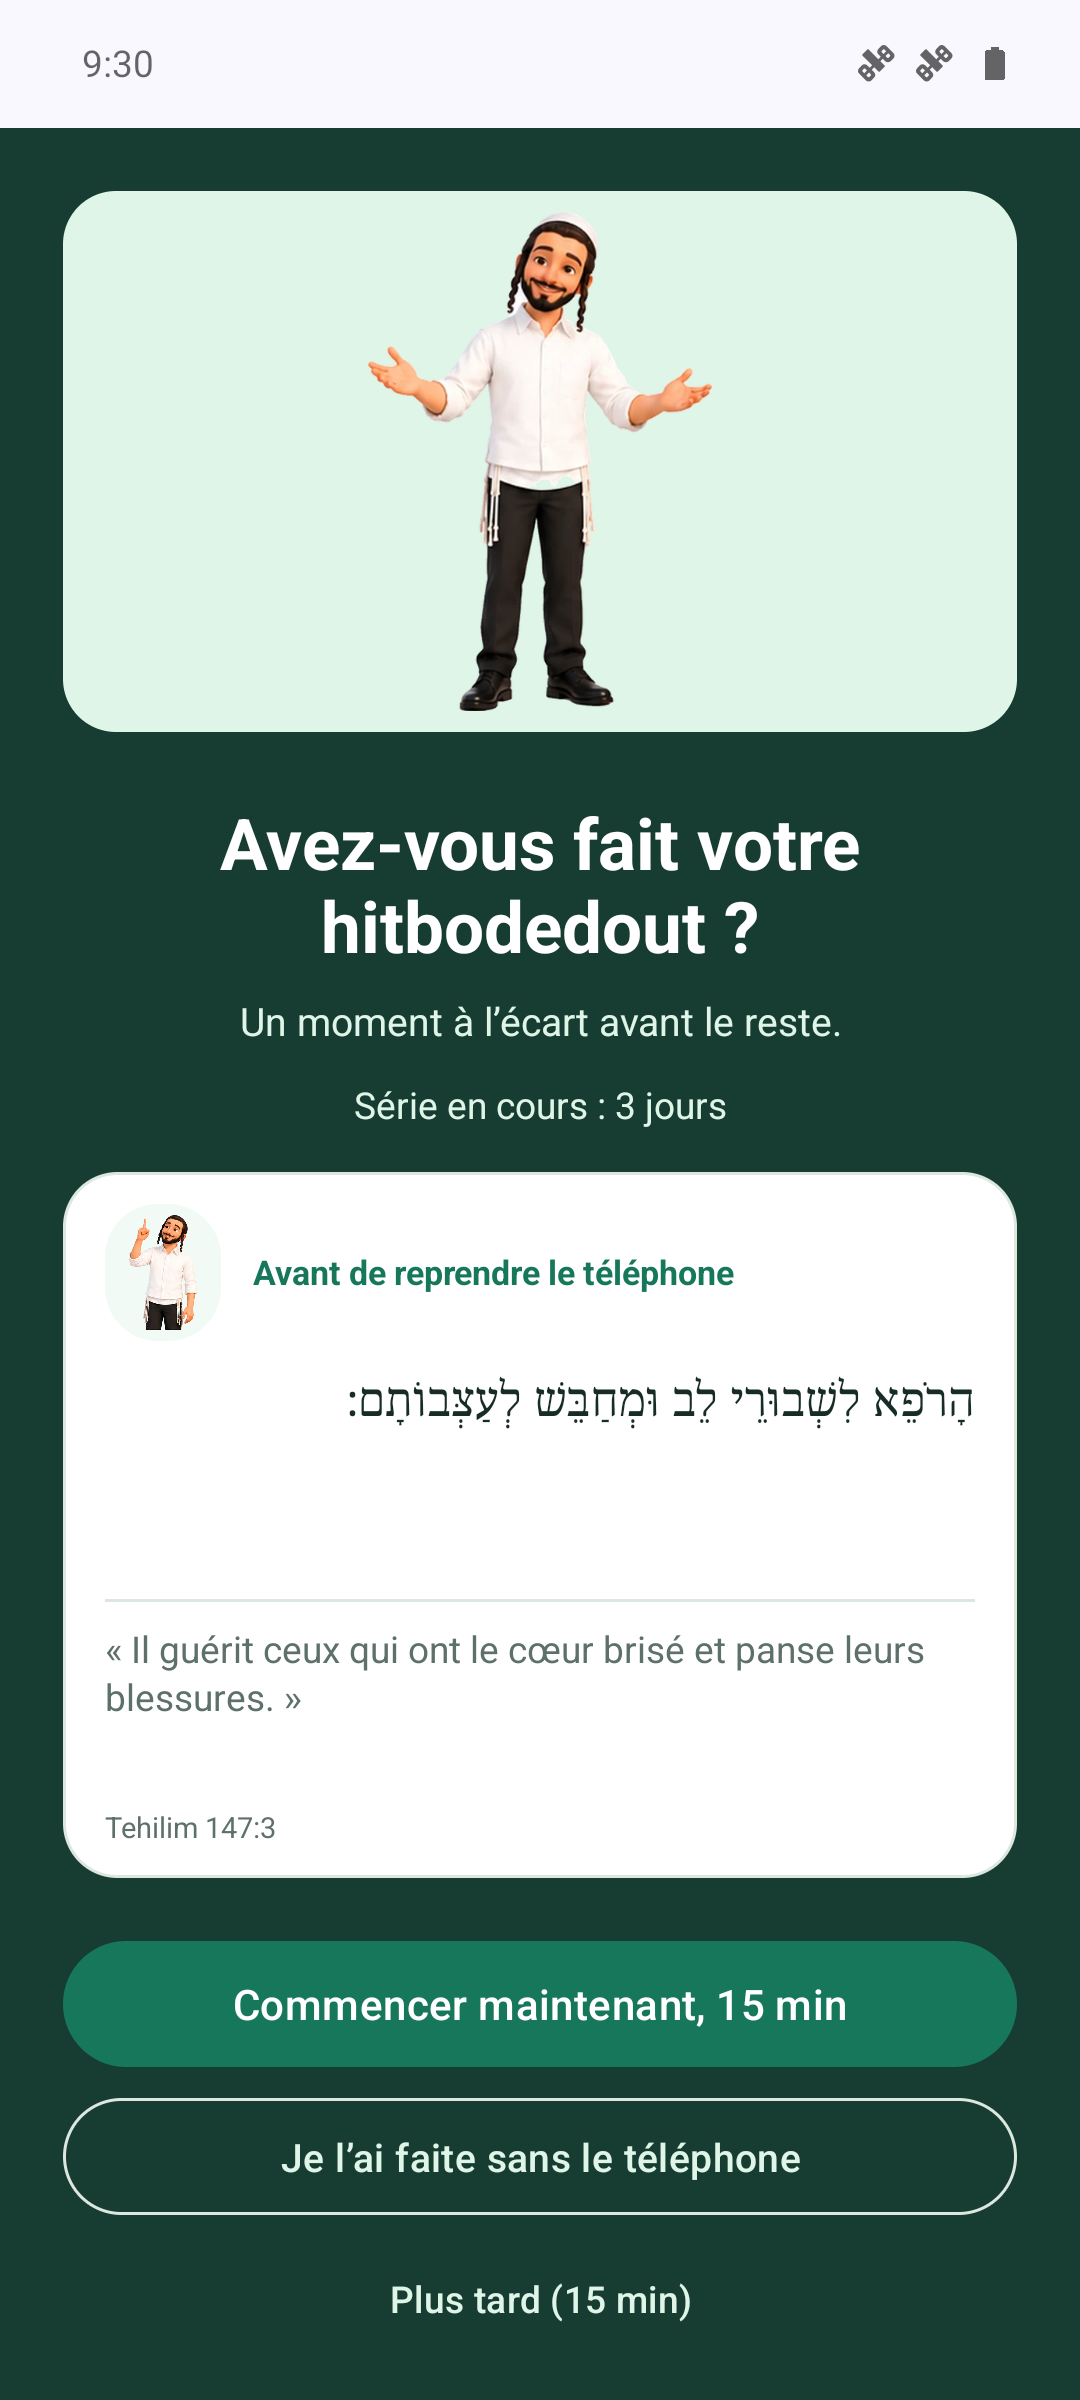 9:30
Avez-vous fait votre
hitbodedout ?
Un moment à l’écart avant le reste.
Série en cours : 3 jours
Avant de reprendre le téléphone
הָרֹפֵא לִשְׁבוּרֵי לֵב וּמְחַבֵּשׁ לְעַצְּבוֹתָם:
« Il guérit ceux qui ont le cœur brisé et panse leurs
blessures. »
Tehilim 147:3
Commencer maintenant, 15 min
Je l’ai faite sans le téléphone
Plus tard (15 min)